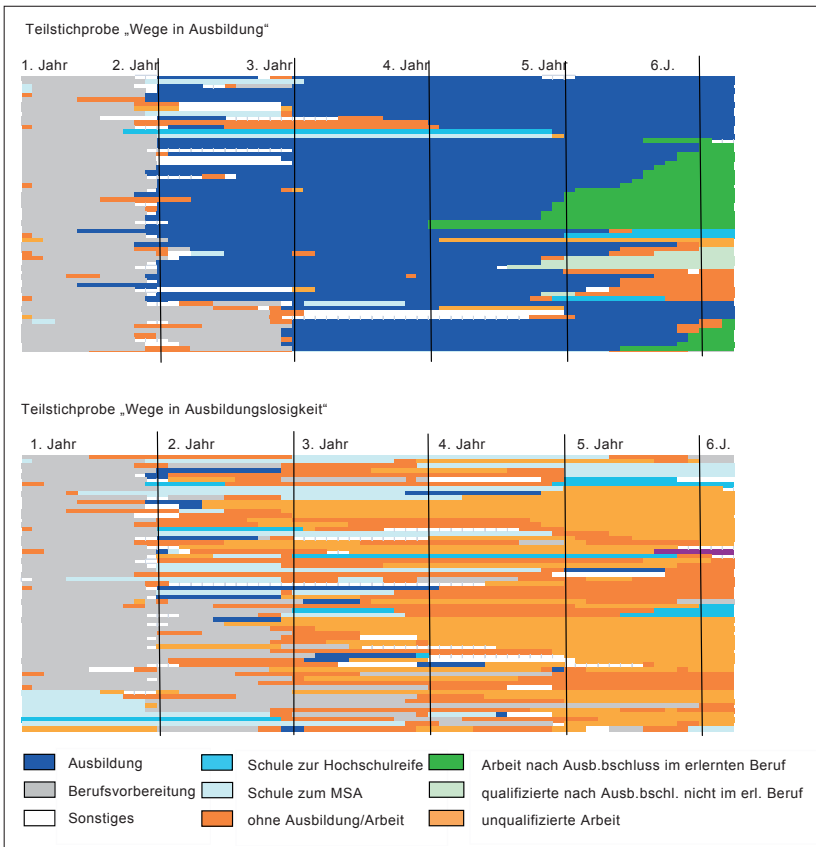 Teilstichprobe „Wege in Ausbildung“
1. Jahr 2. Jahr 3. Jahr 4. Jahr 5. Jahr 6.J.
Teilstichprobe „Wege in Ausbildungslosigkeit“
1. Jahr 2. Jahr 3. Jahr 4. Jahr 5. Jahr 6.J.
Ausbildung Schule zur Hochschulreife Arbeit nach Ausb.bschluss im erlernten Beruf
Berufsvorbereitung Schule zum MSA qualifizierte nach Ausb.bschl. nicht im erl. Beruf
Sonstiges ohne Ausbildung/Arbeit unqualifizierte Arbeit